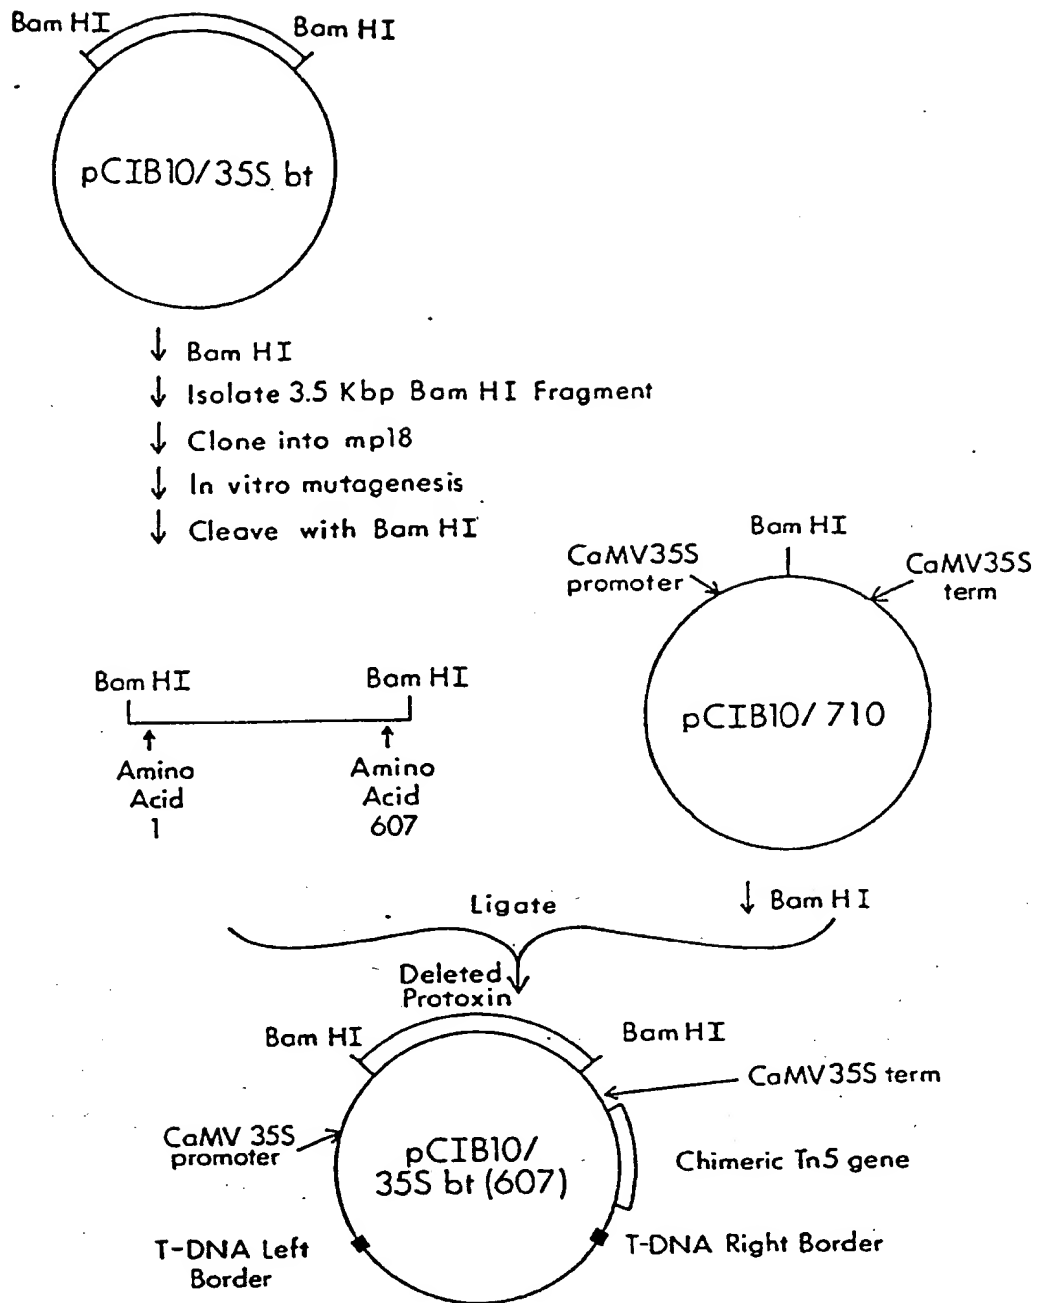 Bam HI
Bam HI
pCIB10/35S bt
↓ Bam HI
↓ Isolate 3.5 Kbp Bam HI Fragment
↓ Clone into mp18
↓ In vitro mutagenesis
↓ Cleave with Bam HI
Bam HI
CaMV35S
promoter
CaMV35S
term
pCIB10/710
Bam HI
Bam HI
Amino
Acid
1
Amino
Acid
607
↓ Bam HI
Ligate
Deleted
Protoxin
Bam HI
Bam HI
CaMV35S term
CaMV 35S
promoter
pCIB10/
35S bt (607)
Chimeric Tn5 gene
T-DNA Left
Border
T-DNA Right Border